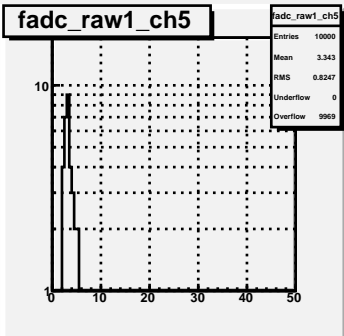 fadc_raw1_ch5
fadc_raw1_ch5
Entries 10000
Mean 3.343
RMS 0.8247
Underflow 0
Overflow 9969
10
1
0 10 20 30 40 50